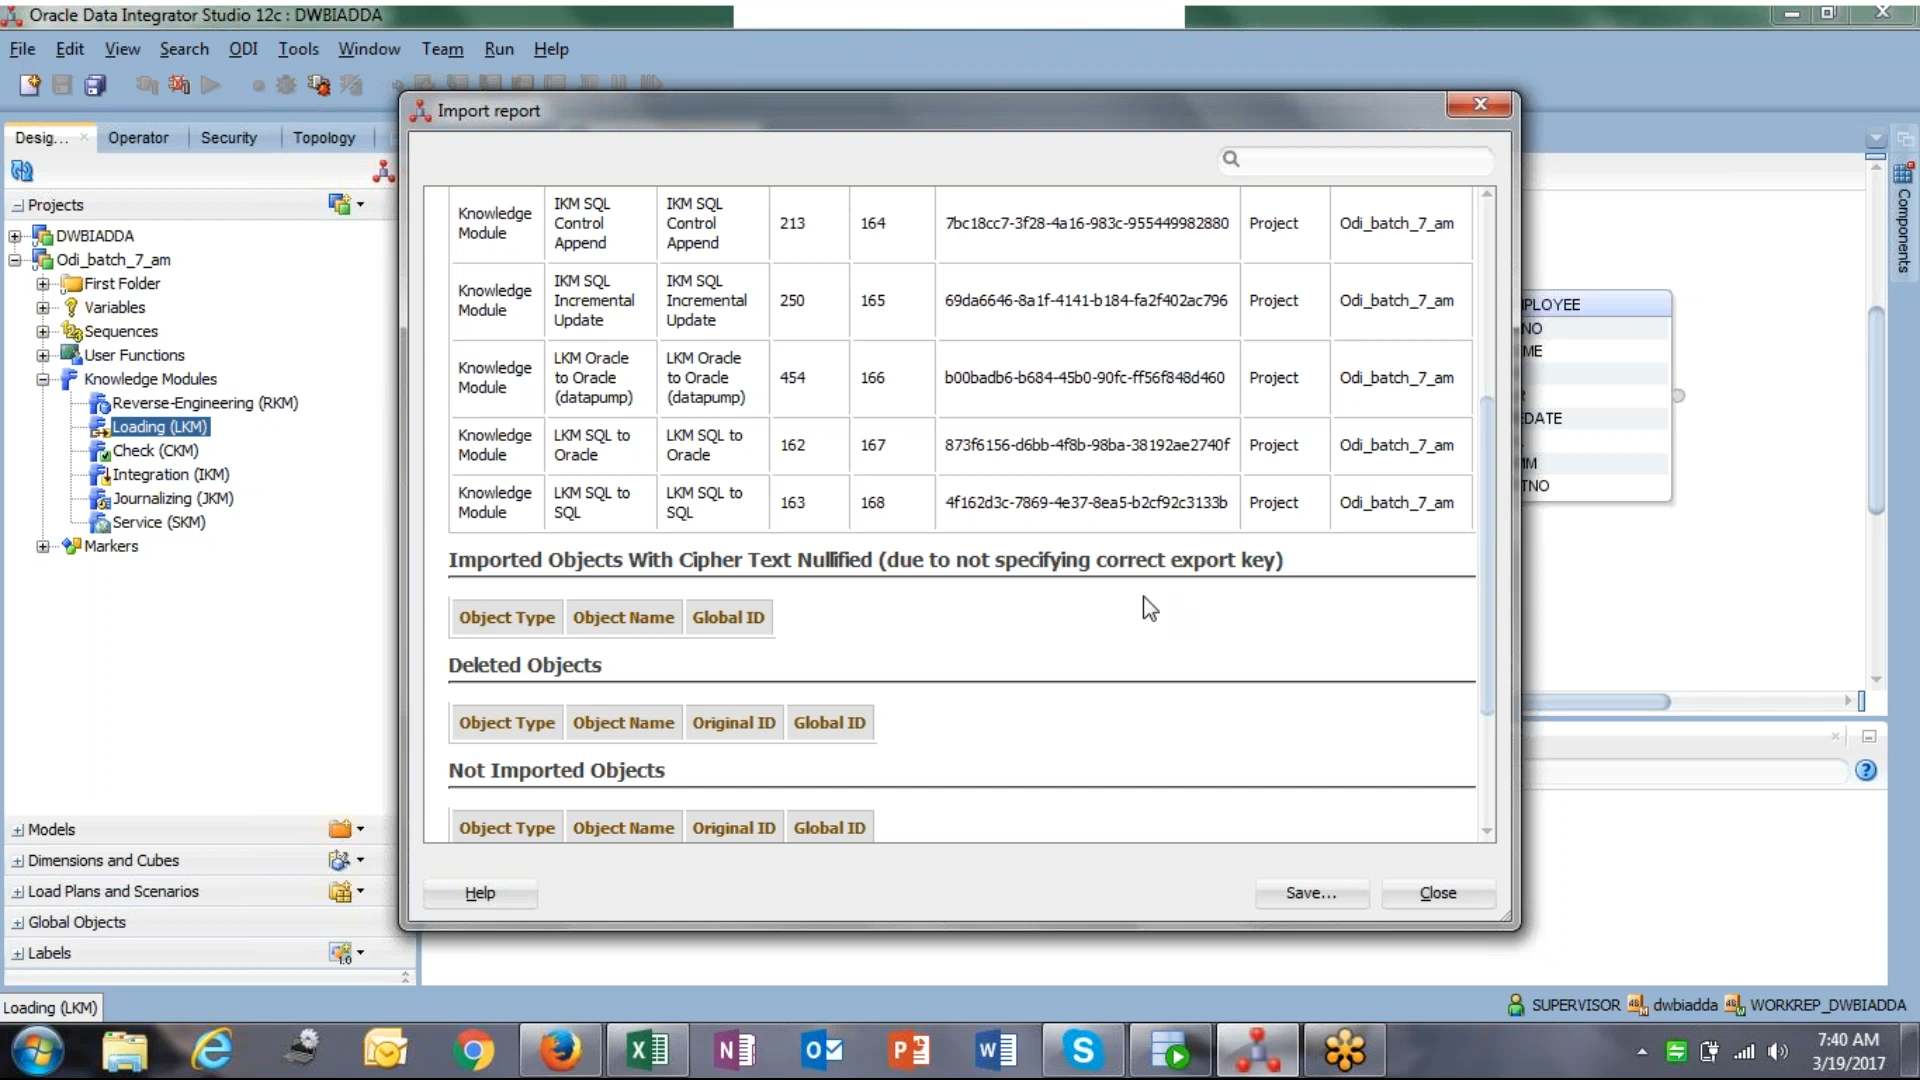 Oracle Data Integrator Studio 12c : DWBIADDA
File Edit View Search ODI Tools Window Team Run Help
Import report
Desig... Operator Security Topology
Projects
DWBIADDA
Odi_batch_7_am
First Folder
Variables
Sequences
User Functions
Knowledge Modules
Reverse-Engineering (RKM)
Loading (LKM)
Check (CKM)
Integration (IKM)
Journalizing (JKM)
Service (SKM)
Markers
Models
Dimensions and Cubes
Load Plans and Scenarios
Global Objects
Labels
Knowledge Module IKM SQL Control Append IKM SQL Control Append 213 164 7bc18cc7-3f28-4a16-983c-955449982880 Project Odi_batch_7_am
Knowledge Module IKM SQL Incremental Update IKM SQL Incremental Update 250 165 69da6646-8a1f-4141-b184-fa2f402ac796 Project Odi_batch_7_am
Knowledge Module LKM Oracle to Oracle (datapump) LKM Oracle to Oracle (datapump) 454 166 b00badb6-b684-45b0-90fc-ff56f848d460 Project Odi_batch_7_am
Knowledge Module LKM SQL to Oracle LKM SQL to Oracle 162 167 873f6156-d6bb-4f8b-98ba-38192ae2740f Project Odi_batch_7_am
Knowledge Module LKM SQL to SQL LKM SQL to SQL 163 168 4f162d3c-7869-4e37-8ea5-b2cf92c3133b Project Odi_batch_7_am
Imported Objects With Cipher Text Nullified (due to not specifying correct export key)
Object Type Object Name Global ID
Deleted Objects
Object Type Object Name Original ID Global ID
Not Imported Objects
Object Type Object Name Original ID Global ID
Help Save... Close
PLOYEE
NO
ME
EDATE
TNO
Components
Loading (LKM)
SUPERVISOR dwbiadda WORKREP_DWBIADDA
7:40 AM
3/19/2017